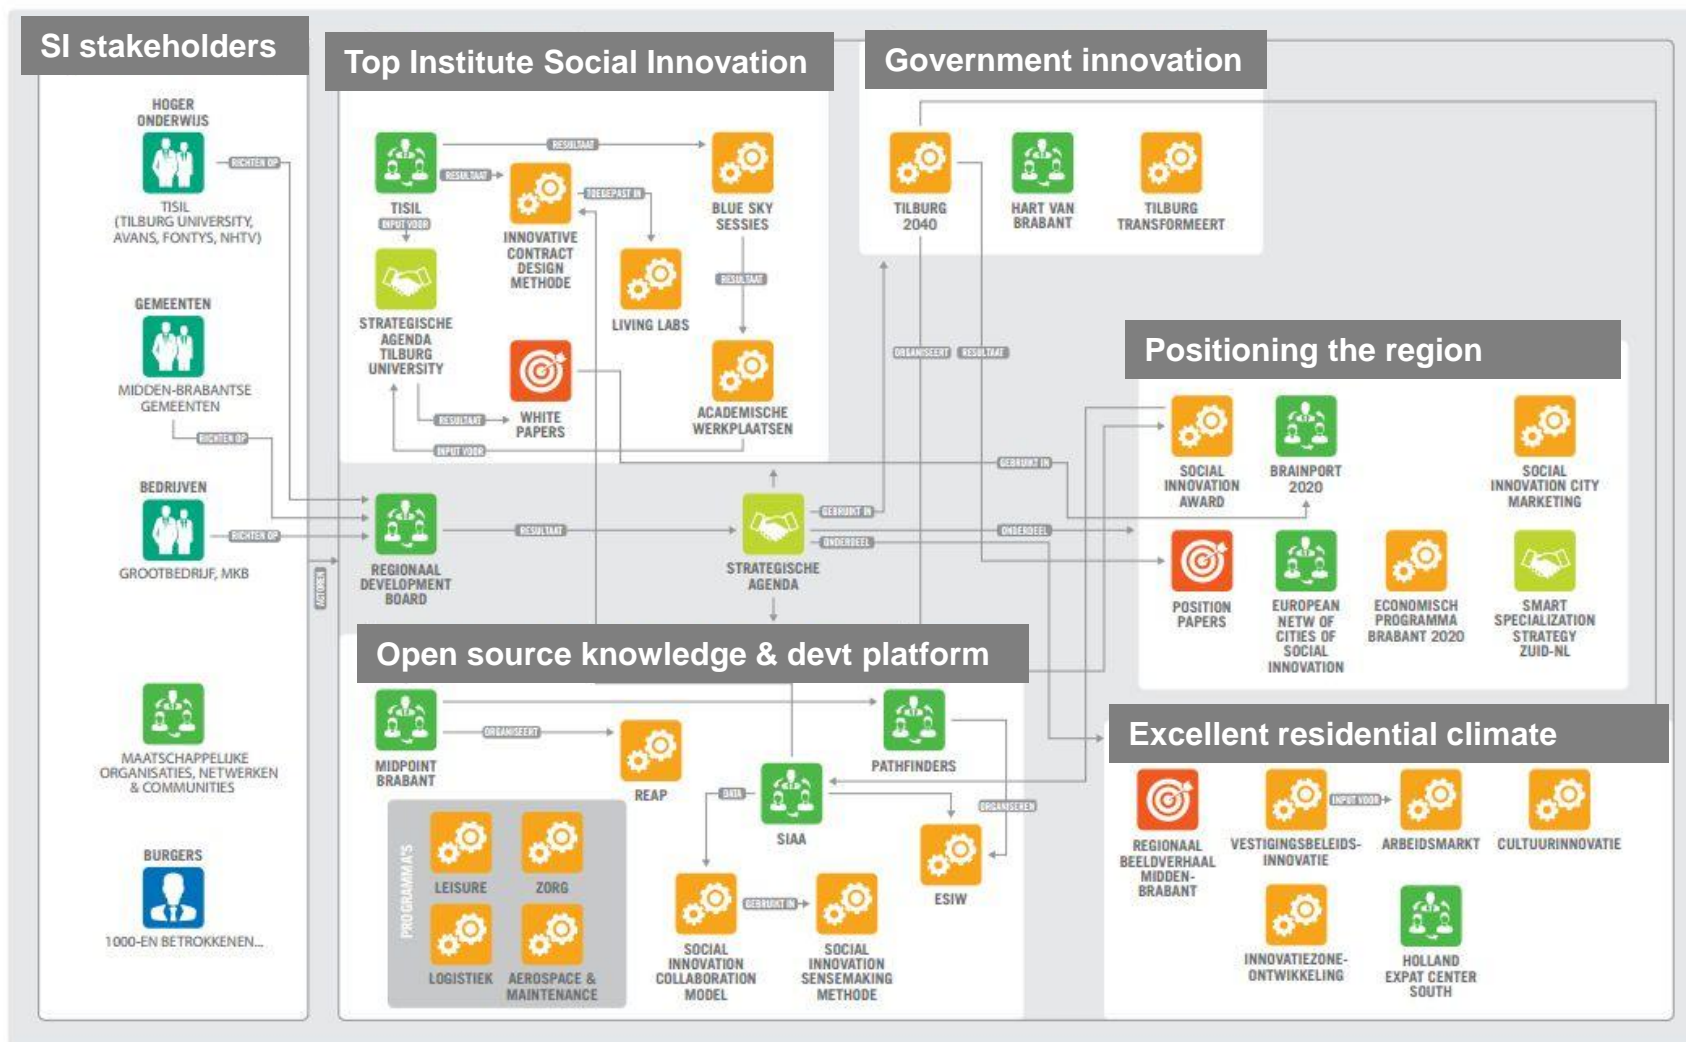 SI stakeholders
HOGER
ONDERWIJS
RICHTEN OP
TISIL
(TILBURG UNIVERSITY,
AVANS, FONTYS, NHTV)
GEMEENTEN
MIDDEN-BRABANTSE
GEMEENTEN
RICHTEN OP
BEDRIJVEN
RICHTEN OP
GROOTBEDRIJF, MKB
ACTOREN
MAATSCHAPPELIJKE
ORGANISATIES, NETWERKEN
& COMMUNITIES
BURGERS
1000-EN BETROKKENEN...
Top Institute Social Innovation
RESULTAAT
RESULTAAT
TOEGEPAST IN
TISIL
INPUT VOOR
INNOVATIVE
CONTRACT
DESIGN
METHODE
BLUE SKY
SESSIES
RESULTAAT
LIVING LABS
STRATEGISCHE
AGENDA
TILBURG
UNIVERSITY
RESULTAAT
WHITE
PAPERS
ACADEMISCHE
WERKPLAATSEN
INPUT VOOR
REGIONAAL
DEVELOPMENT
BOARD
RESULTAAT
STRATEGISCHE
AGENDA
GEBRUIKT IN
ONDERDEEL
ONDERDEEL
GEBRUIKT IN
Government innovation
TILBURG
2040
HART VAN
BRABANT
TILBURG
TRANSFORMEERT
ORGANISEERT
RESULTAAT
Positioning the region
SOCIAL
INNOVATION
AWARD
BRAINPORT
2020
SOCIAL
INNOVATION CITY
MARKETING
POSITION
PAPERS
EUROPEAN
NETW OF
CITIES OF
SOCIAL
INNOVATION
ECONOMISCH
PROGRAMMA
BRABANT 2020
SMART
SPECIALIZATION
STRATEGY
ZUID-NL
Open source knowledge & devt platform
MIDPOINT
BRABANT
ORGANISEERT
REAP
PATHFINDERS
ORGANISEREN
DATA
SIAA
ESIW
PROGRAMMA'S
LEISURE
ZORG
LOGISTIEK
AEROSPACE &
MAINTENANCE
SOCIAL
INNOVATION
COLLABORATION
MODEL
GEBRUIKT IN
SOCIAL
INNOVATION
SENSEMAKING
METHODE
Excellent residential climate
REGIONAAL
BEELDVERHAAL
MIDDEN-
BRABANT
VESTIGINGSBELEIDS-
INNOVATIE
INPUT VOOR
ARBEIDSMARKT
CULTUURINNOVATIE
INNOVATIEZONE-
ONTWIKKELING
HOLLAND
EXPAT CENTER
SOUTH